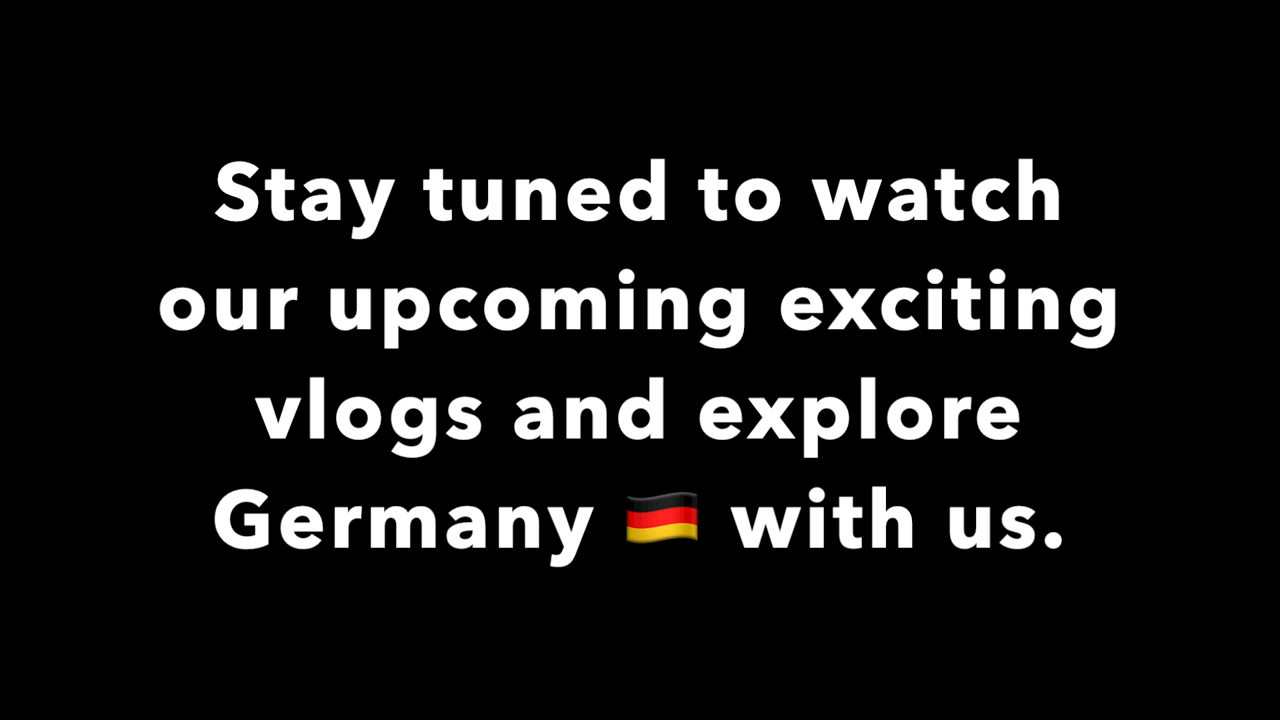 Stay tuned to watch
our upcoming exciting
vlogs and explore
Germany 🇩🇪 with us.